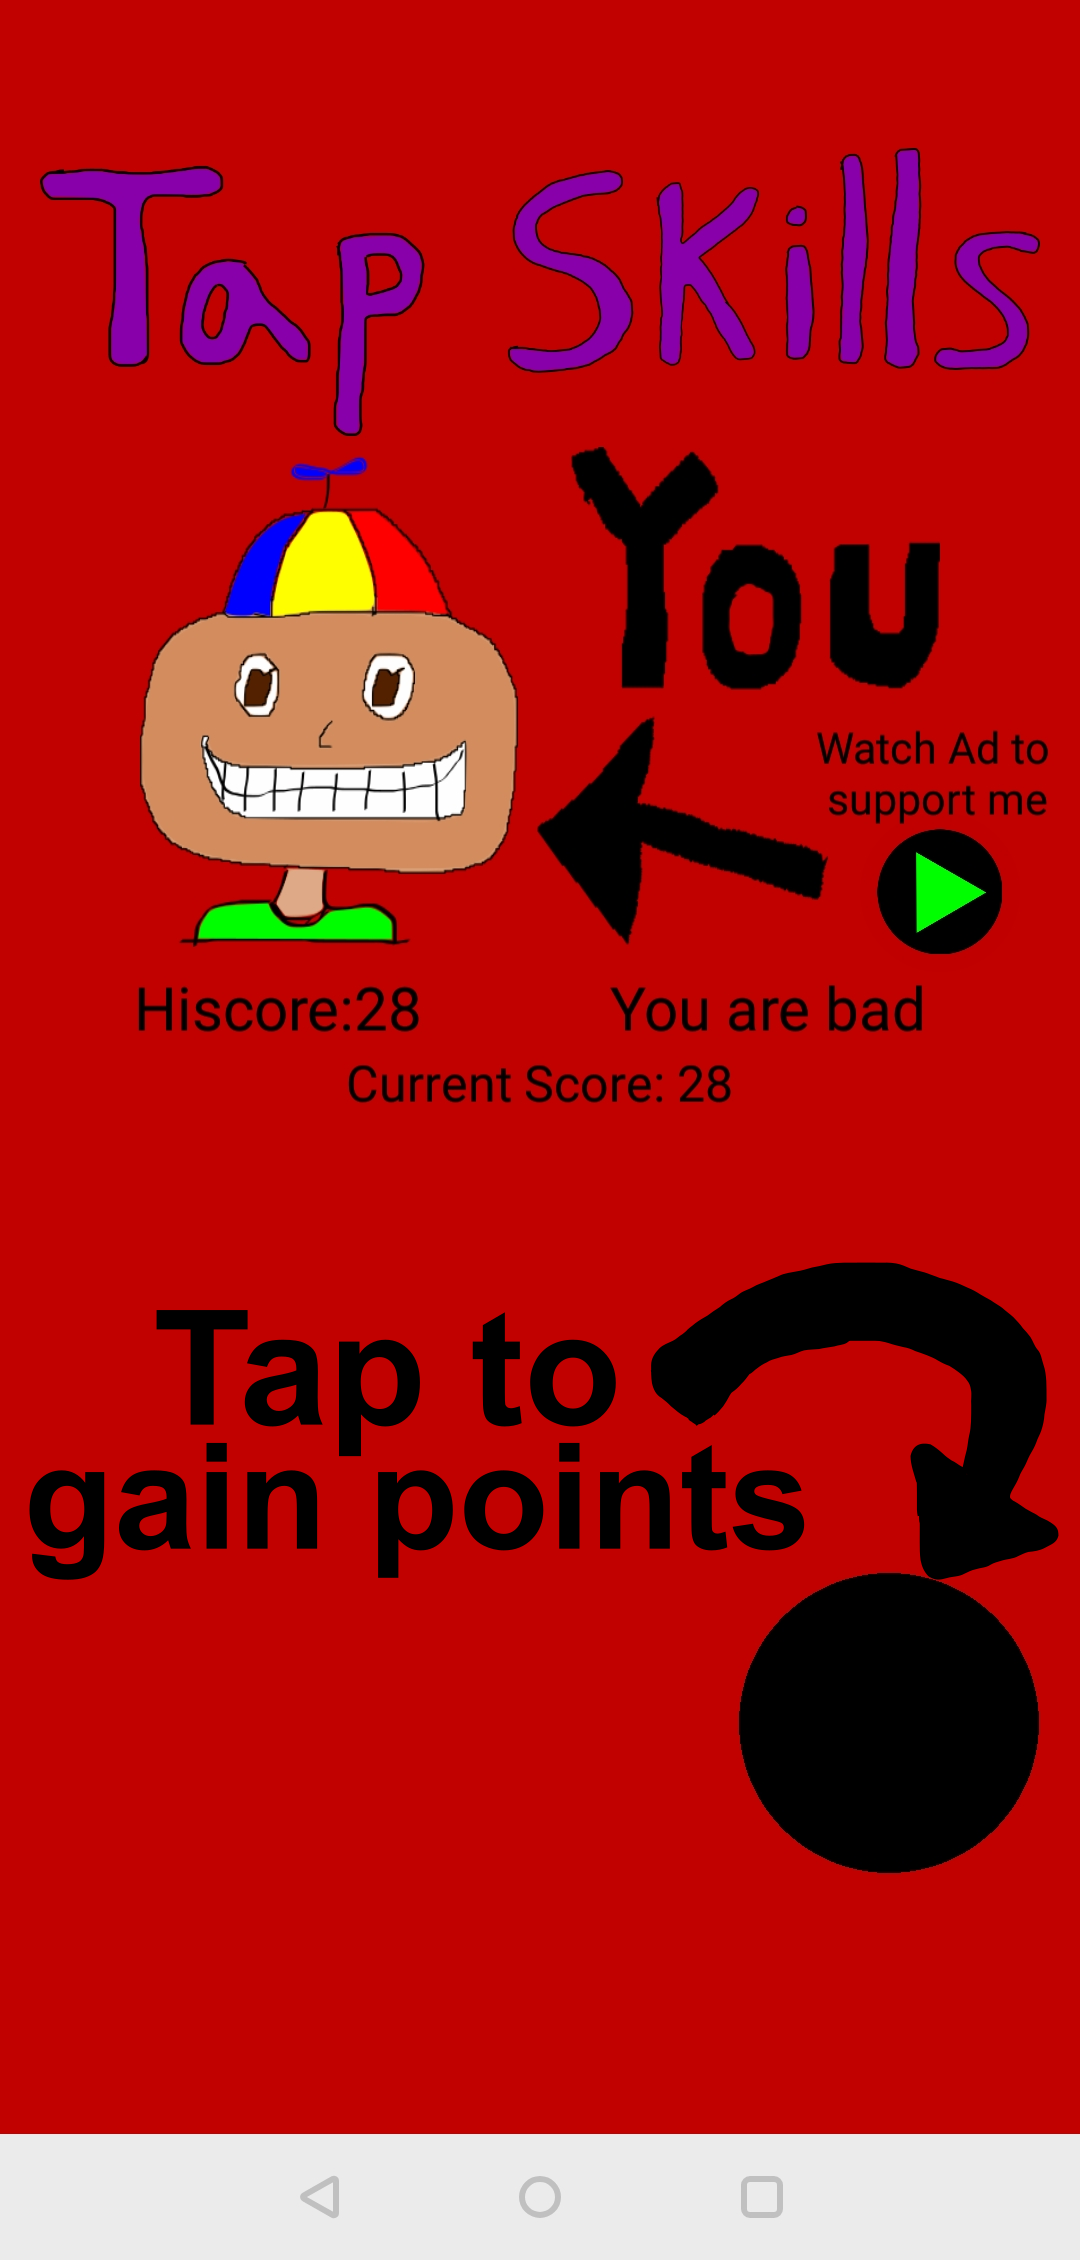 Tap Skills
You
Watch Ad to
support me
Hiscore:28
You are bad
Current Score: 28
Tap to
gain points